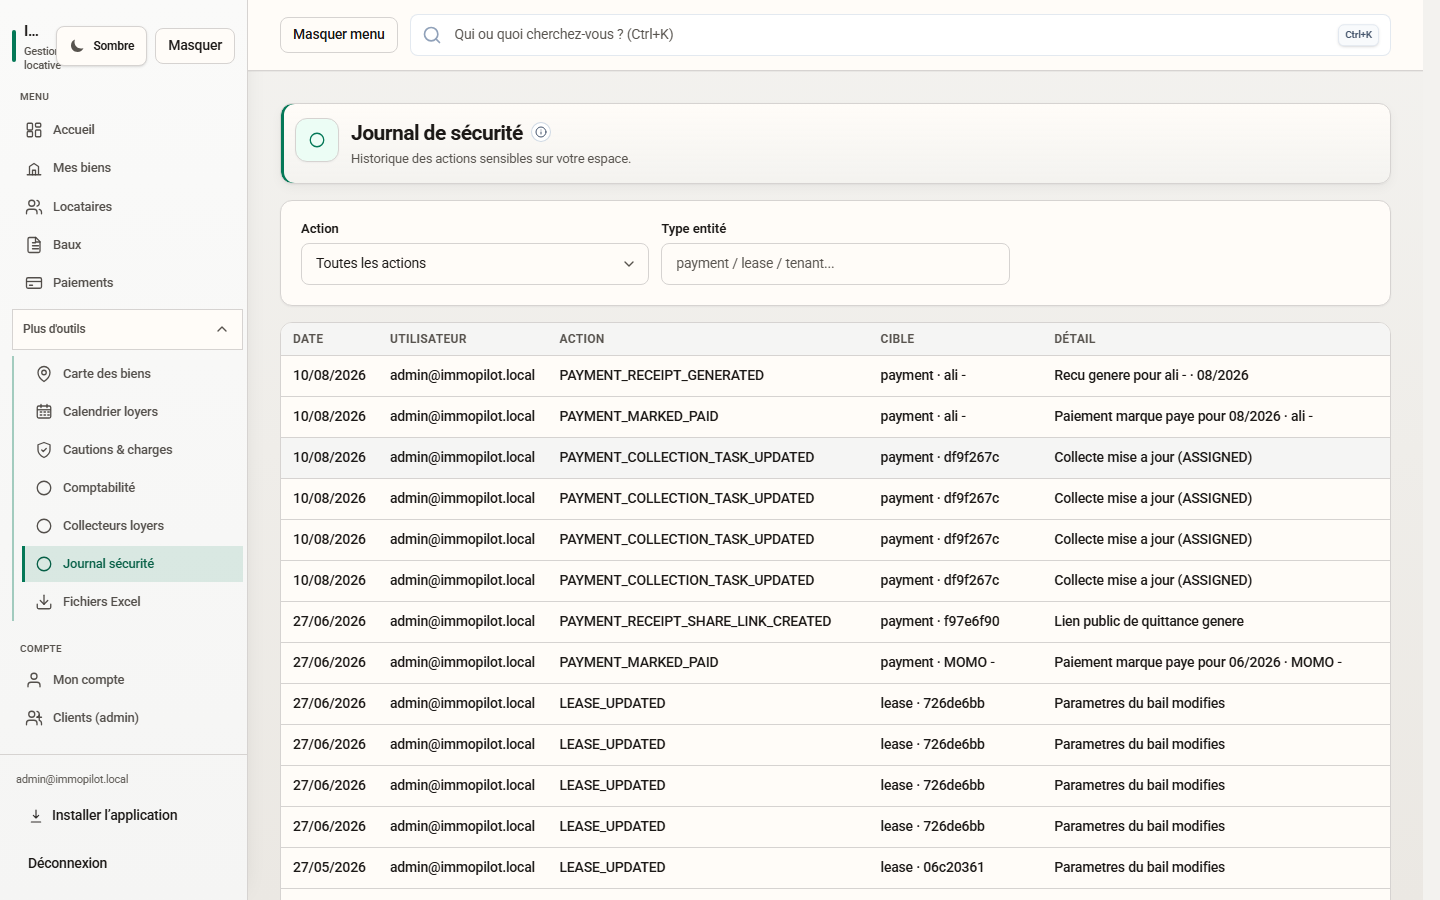 I...
Gestion
locative
Sombre
Masquer
MENU
Accueil
Mes biens
Locataires
Baux
Paiements
Plus d'outils
Carte des biens
Calendrier loyers
Cautions & charges
Comptabilité
Collecteurs loyers
Journal sécurité
Fichiers Excel
COMPTE
Mon compte
Clients (admin)
admin@immopilot.local
Installer l’application
Déconnexion
Masquer menu
Qui ou quoi cherchez-vous ? (Ctrl+K)
Ctrl+K
Journal de sécurité
Historique des actions sensibles sur votre espace.
Action
Type entité
Toutes les actions
payment / lease / tenant...
DATE UTILISATEUR ACTION CIBLE DÉTAIL
10/08/2026 admin@immopilot.local PAYMENT_RECEIPT_GENERATED payment · ali - Recu genere pour ali - · 08/2026
10/08/2026 admin@immopilot.local PAYMENT_MARKED_PAID payment · ali - Paiement marque paye pour 08/2026 · ali -
10/08/2026 admin@immopilot.local PAYMENT_COLLECTION_TASK_UPDATED payment · df9f267c Collecte mise a jour (ASSIGNED)
10/08/2026 admin@immopilot.local PAYMENT_COLLECTION_TASK_UPDATED payment · df9f267c Collecte mise a jour (ASSIGNED)
10/08/2026 admin@immopilot.local PAYMENT_COLLECTION_TASK_UPDATED payment · df9f267c Collecte mise a jour (ASSIGNED)
10/08/2026 admin@immopilot.local PAYMENT_COLLECTION_TASK_UPDATED payment · df9f267c Collecte mise a jour (ASSIGNED)
27/06/2026 admin@immopilot.local PAYMENT_RECEIPT_SHARE_LINK_CREATED payment · f97e6f90 Lien public de quittance genere
27/06/2026 admin@immopilot.local PAYMENT_MARKED_PAID payment · MOMO - Paiement marque paye pour 06/2026 · MOMO -
27/06/2026 admin@immopilot.local LEASE_UPDATED lease · 726de6bb Parametres du bail modifies
27/06/2026 admin@immopilot.local LEASE_UPDATED lease · 726de6bb Parametres du bail modifies
27/06/2026 admin@immopilot.local LEASE_UPDATED lease · 726de6bb Parametres du bail modifies
27/06/2026 admin@immopilot.local LEASE_UPDATED lease · 726de6bb Parametres du bail modifies
27/05/2026 admin@immopilot.local LEASE_UPDATED lease · 06c20361 Parametres du bail modifies